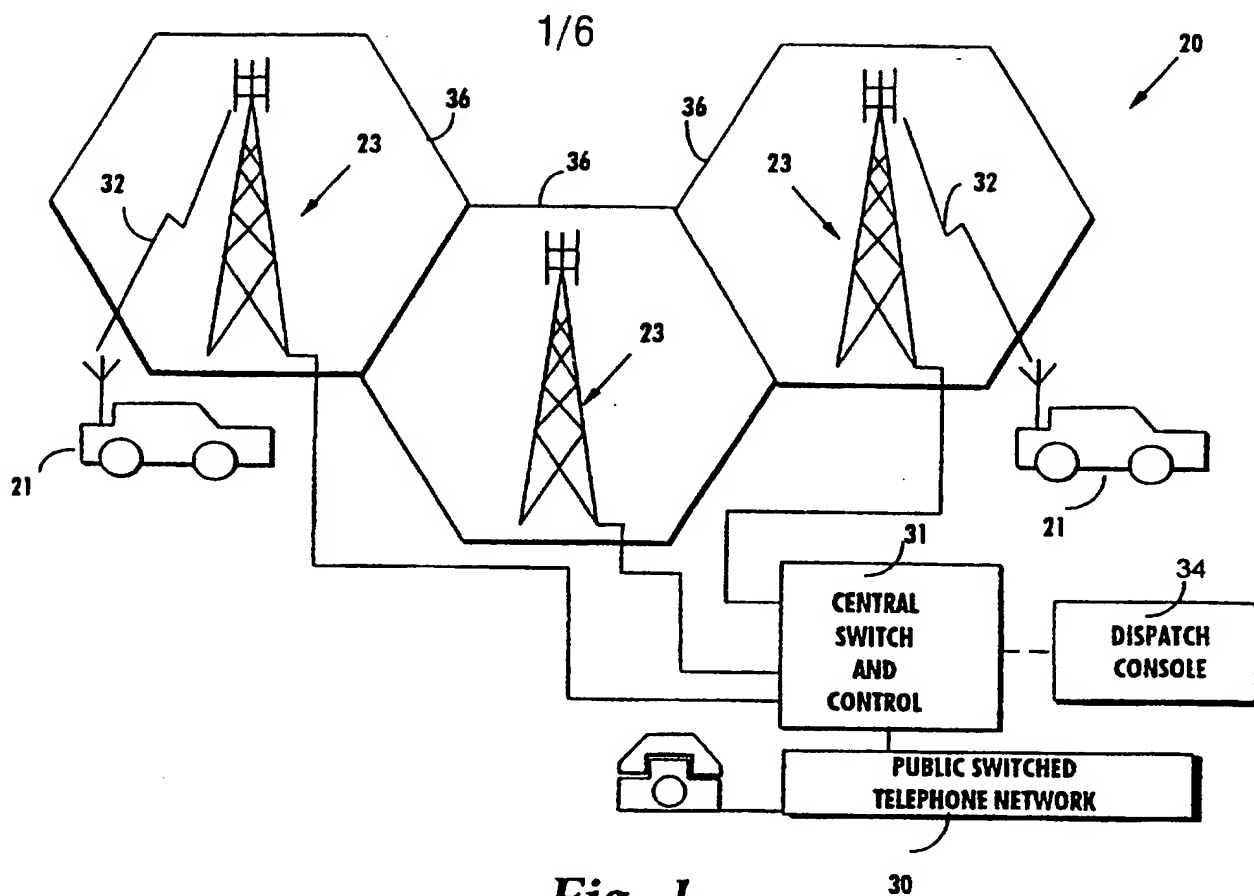 1/6
20
36
36
23
32
36
23
32
23
21
21
31
34
CENTRAL
SWITCH
AND
CONTROL
DISPATCH
CONSOLE
PUBLIC SWITCHED
TELEPHONE NETWORK
30
Fig. 1